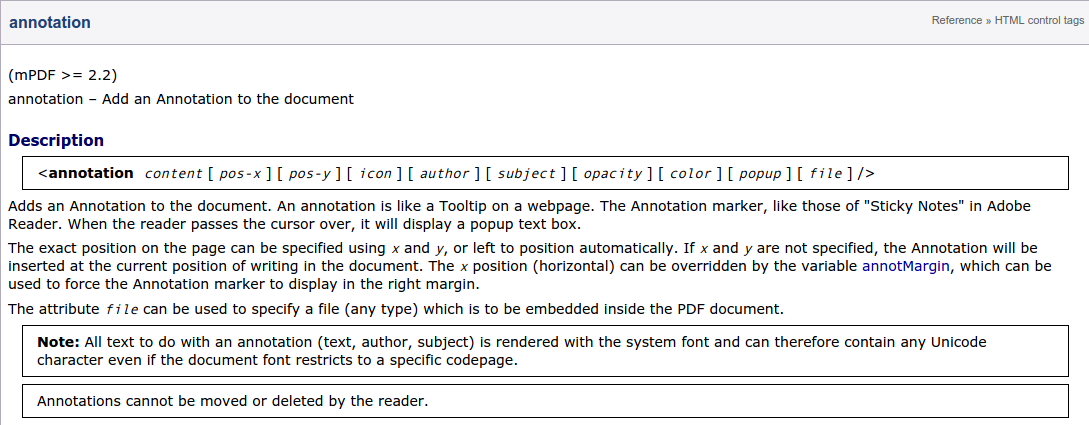 annotation
Reference » HTML control tags
(mPDF >= 2.2)
annotation – Add an Annotation to the document
Description
<annotation content [ pos-x ] [ pos-y ] [ icon ] [ author ] [ subject ] [ opacity ] [ color ] [ popup ] [ file ] />
Adds an Annotation to the document. An annotation is like a Tooltip on a webpage. The Annotation marker, like those of "Sticky Notes" in Adobe
Reader. When the reader passes the cursor over, it will display a popup text box.
The exact position on the page can be specified using x and y, or left to position automatically. If x and y are not specified, the Annotation will be
inserted at the current position of writing in the document. The x position (horizontal) can be overridden by the variable annotMargin, which can be
used to force the Annotation marker to display in the right margin.
The attribute file can be used to specify a file (any type) which is to be embedded inside the PDF document.
Note: All text to do with an annotation (text, author, subject) is rendered with the system font and can therefore contain any Unicode
character even if the document font restricts to a specific codepage.
Annotations cannot be moved or deleted by the reader.